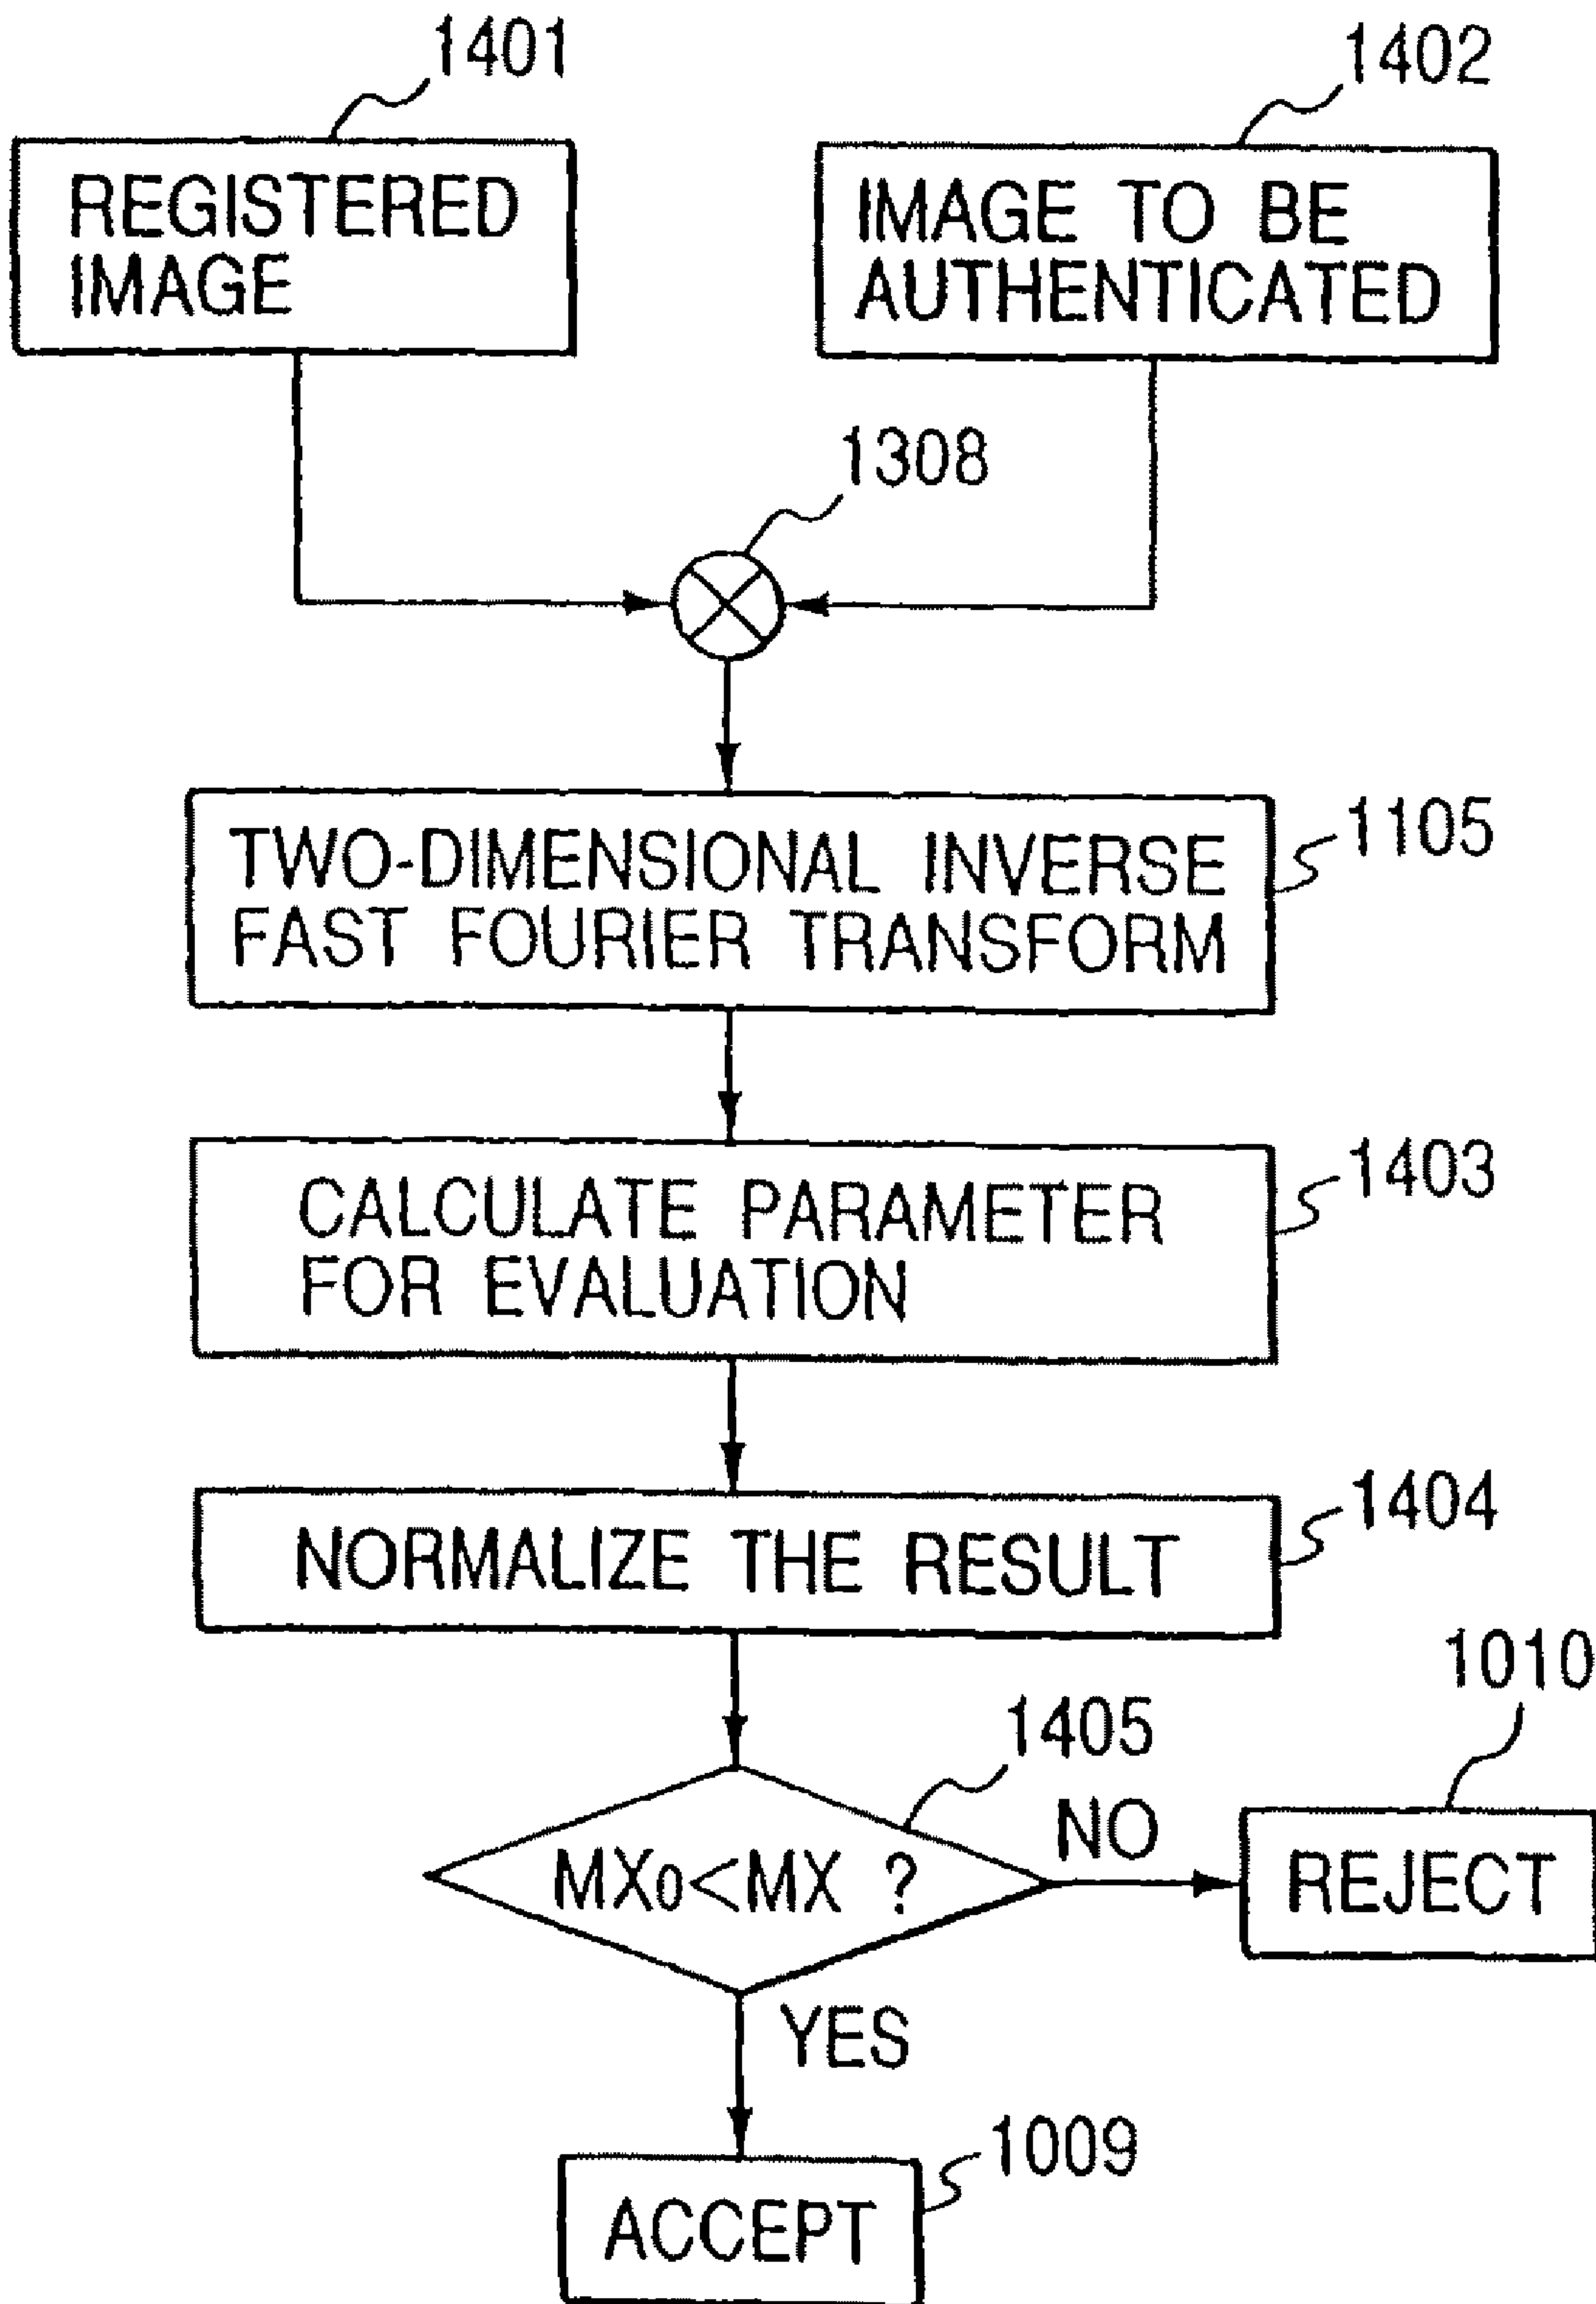 1401
1402
REGISTERED
IMAGE
IMAGE TO BE
AUTHENTICATED
1308
TWO-DIMENSIONAL INVERSE
FAST FOURIER TRANSFORM
1105
CALCULATE PARAMETER
FOR EVALUATION
1403
NORMALIZE THE RESULT
1404
1010
1405
NO
MX0<MX ?
REJECT
YES
1009
ACCEPT